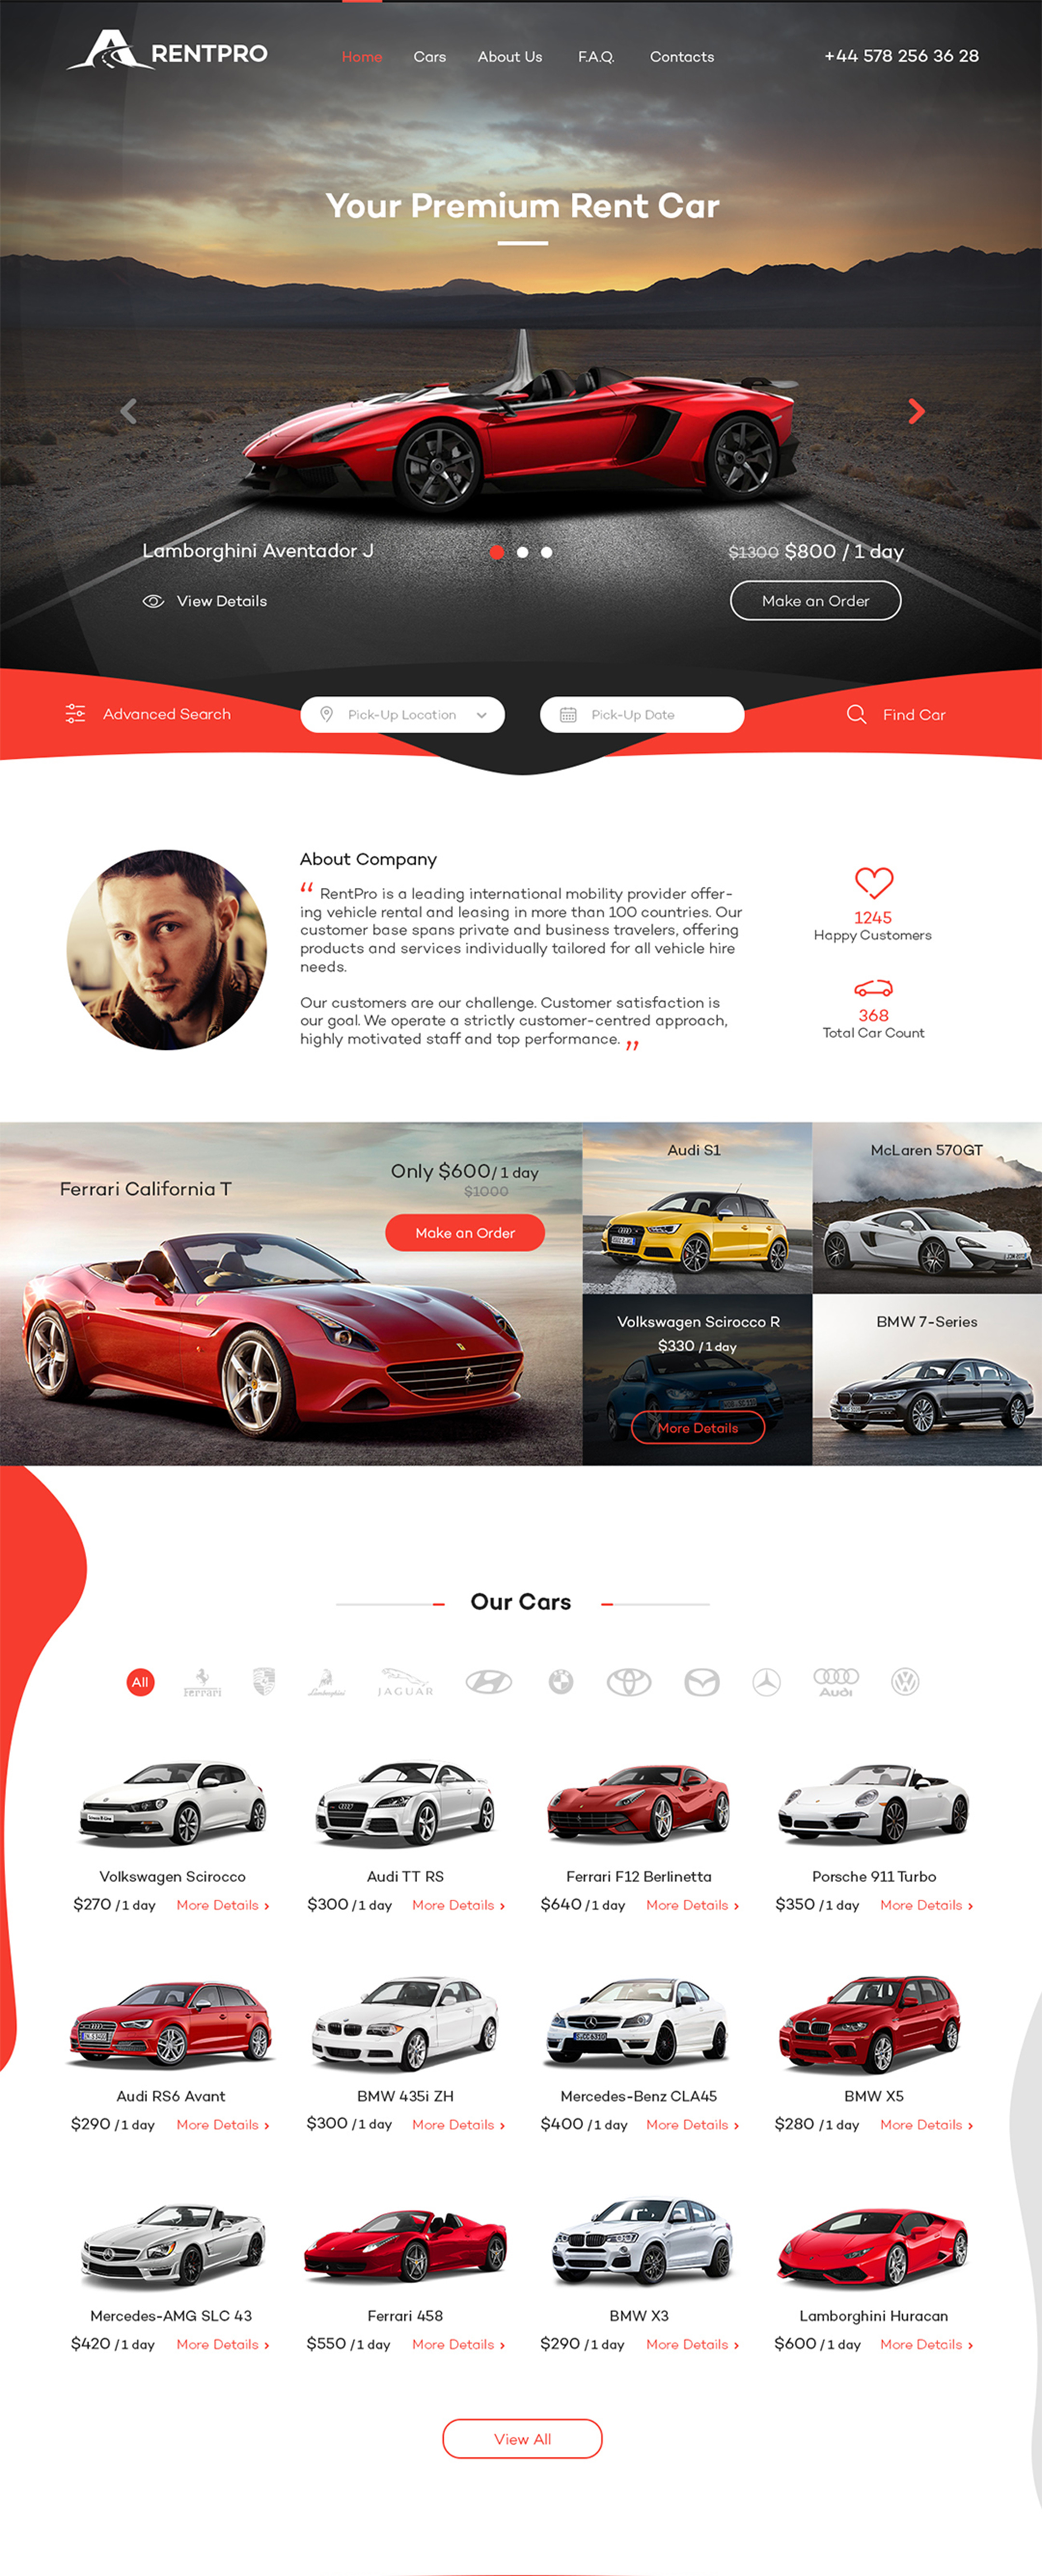 RENTPRO
Home Cars About Us F.A.Q. Contacts
+44 578 256 36 28
Your Premium Rent Car
Lamborghini Aventador J
$1300 $800 / 1 day
View Details
Make an Order
Advanced Search
Pick-Up Location
Pick-Up Date
Find Car
About Company
“ RentPro is a leading international mobility provider offer-
ing vehicle rental and leasing in more than 100 countries. Our
customer base spans private and business travelers, offering
products and services individually tailored for all vehicle hire
needs.
Our customers are our challenge. Customer satisfaction is
our goal. We operate a strictly customer-centred approach,
highly motivated staff and top performance. ”
1245
Happy Customers
368
Total Car Count
Ferrari California T
Only $600/ 1 day
$1000
Make an Order
Audi S1
McLaren 570GT
Volkswagen Scirocco R
$330 / 1 day
More Details
BMW 7-Series
Our Cars
All
Ferrari
Lamborghini
JAGUAR
Audi
Volkswagen Scirocco
$270 / 1 day More Details ›
Audi TT RS
$300 / 1 day More Details ›
Ferrari F12 Berlinetta
$640 / 1 day More Details ›
Porsche 911 Turbo
$350 / 1 day More Details ›
Audi RS6 Avant
$290 / 1 day More Details ›
BMW 435i ZH
$300 / 1 day More Details ›
Mercedes-Benz CLA45
$400 / 1 day More Details ›
BMW X5
$280 / 1 day More Details ›
Mercedes-AMG SLC 43
$420 / 1 day More Details ›
Ferrari 458
$550 / 1 day More Details ›
BMW X3
$290 / 1 day More Details ›
Lamborghini Huracan
$600 / 1 day More Details ›
View All